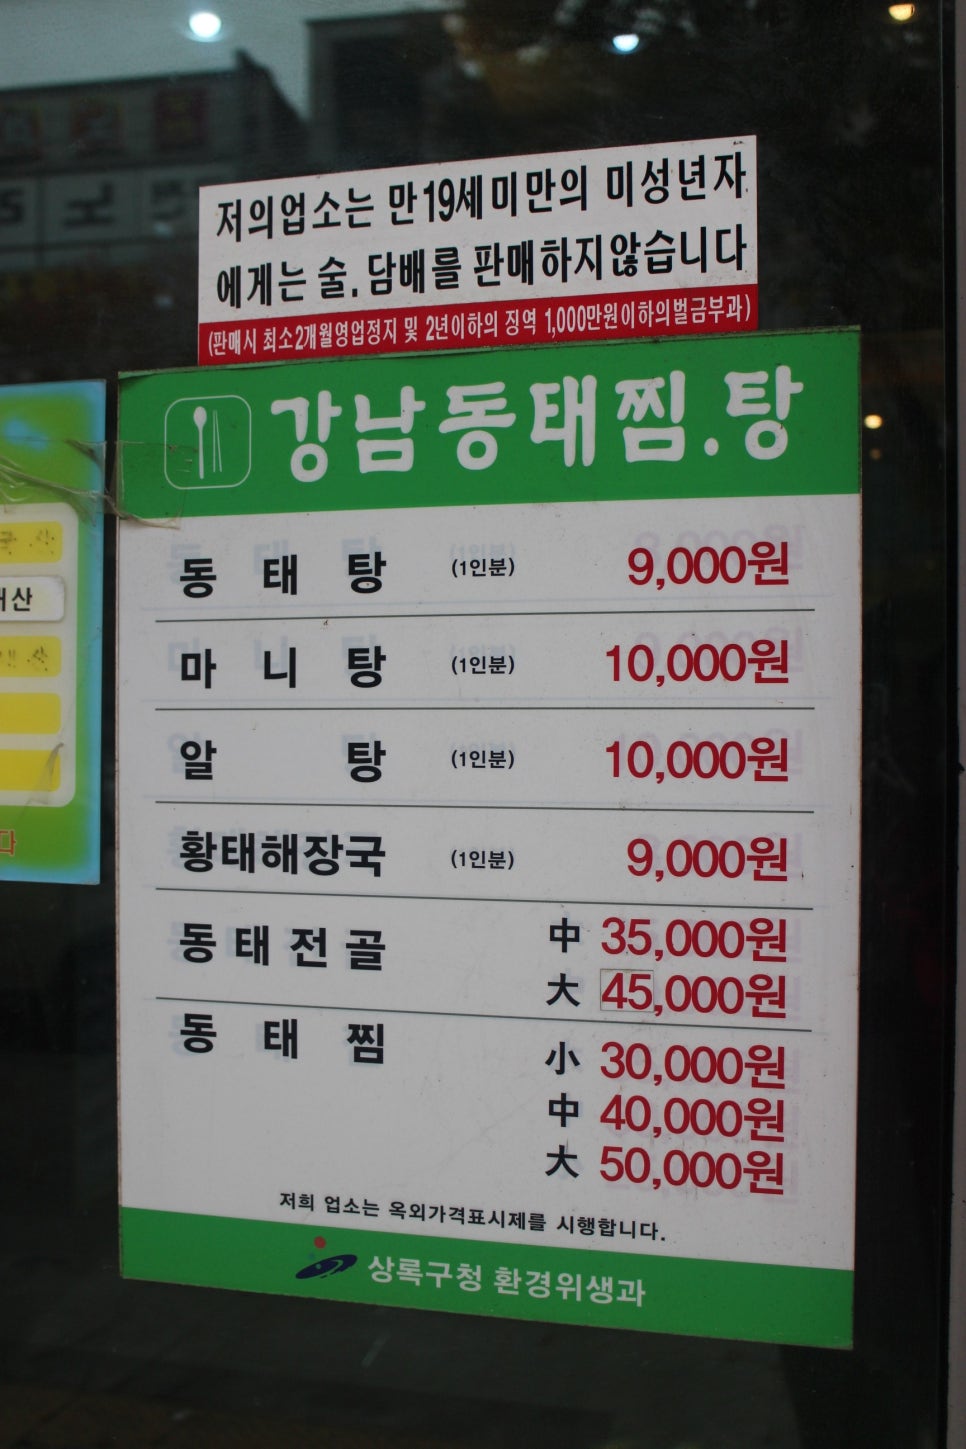 저의업소는 만19세미만의 미성년자
에게는 술, 담배를 판매하지않습니다
(판매시 최소2개월영업정지 및 2년이하의 징역 1,000만원이하의벌금부과)
강남동태찜.탕
동태탕 (1인분) 9,000원
마니탕 (1인분) 10,000원
알탕 (1인분) 10,000원
황태해장국 (1인분) 9,000원
동태전골 中 35,000원
大 45,000원
동태찜 小 30,000원
中 40,000원
大 50,000원
저희 업소는 옥외가격표시제를 시행합니다.
상록구청 환경위생과